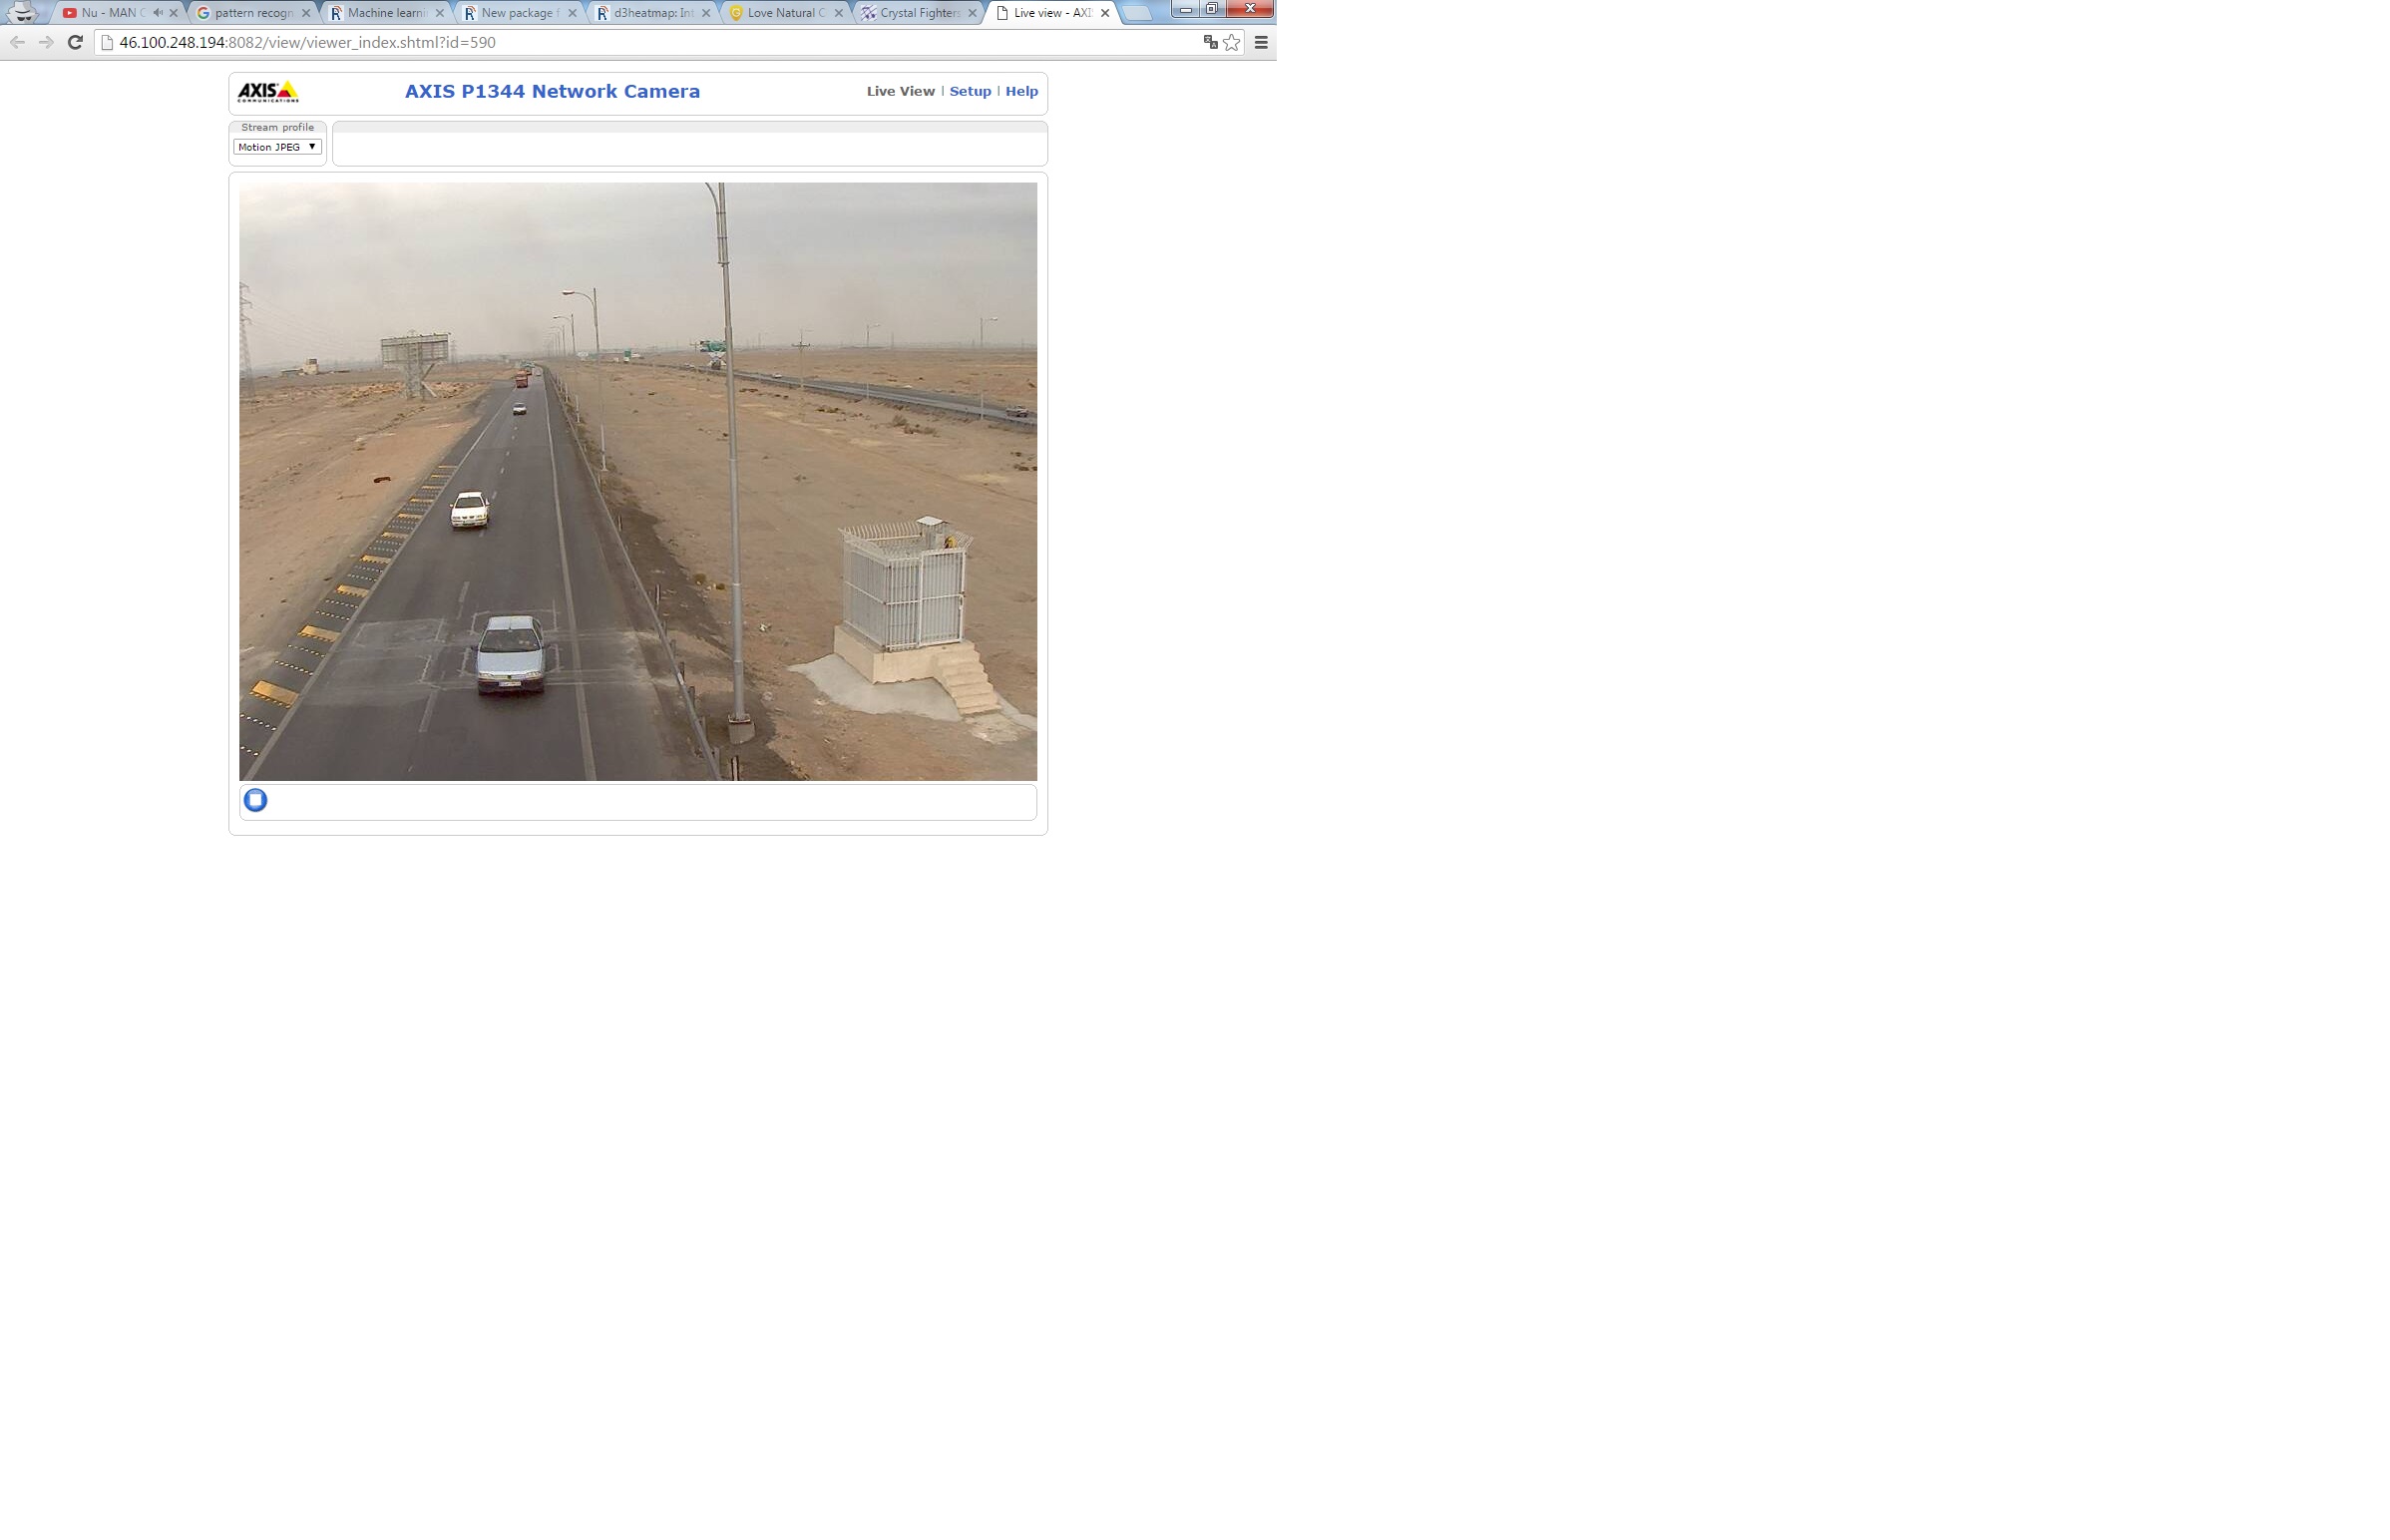 Nu - MAN C
pattern recogn
Machine learni
New package f
d3heatmap: Int
Love Natural C
Crystal Fighters
Live view - AXI
46.100.248.194:8082/view/viewer_index.shtml?id=590
AXIS
COMMUNICATIONS
AXIS P1344 Network Camera
Live View | Setup | Help
Stream profile
Motion JPEG